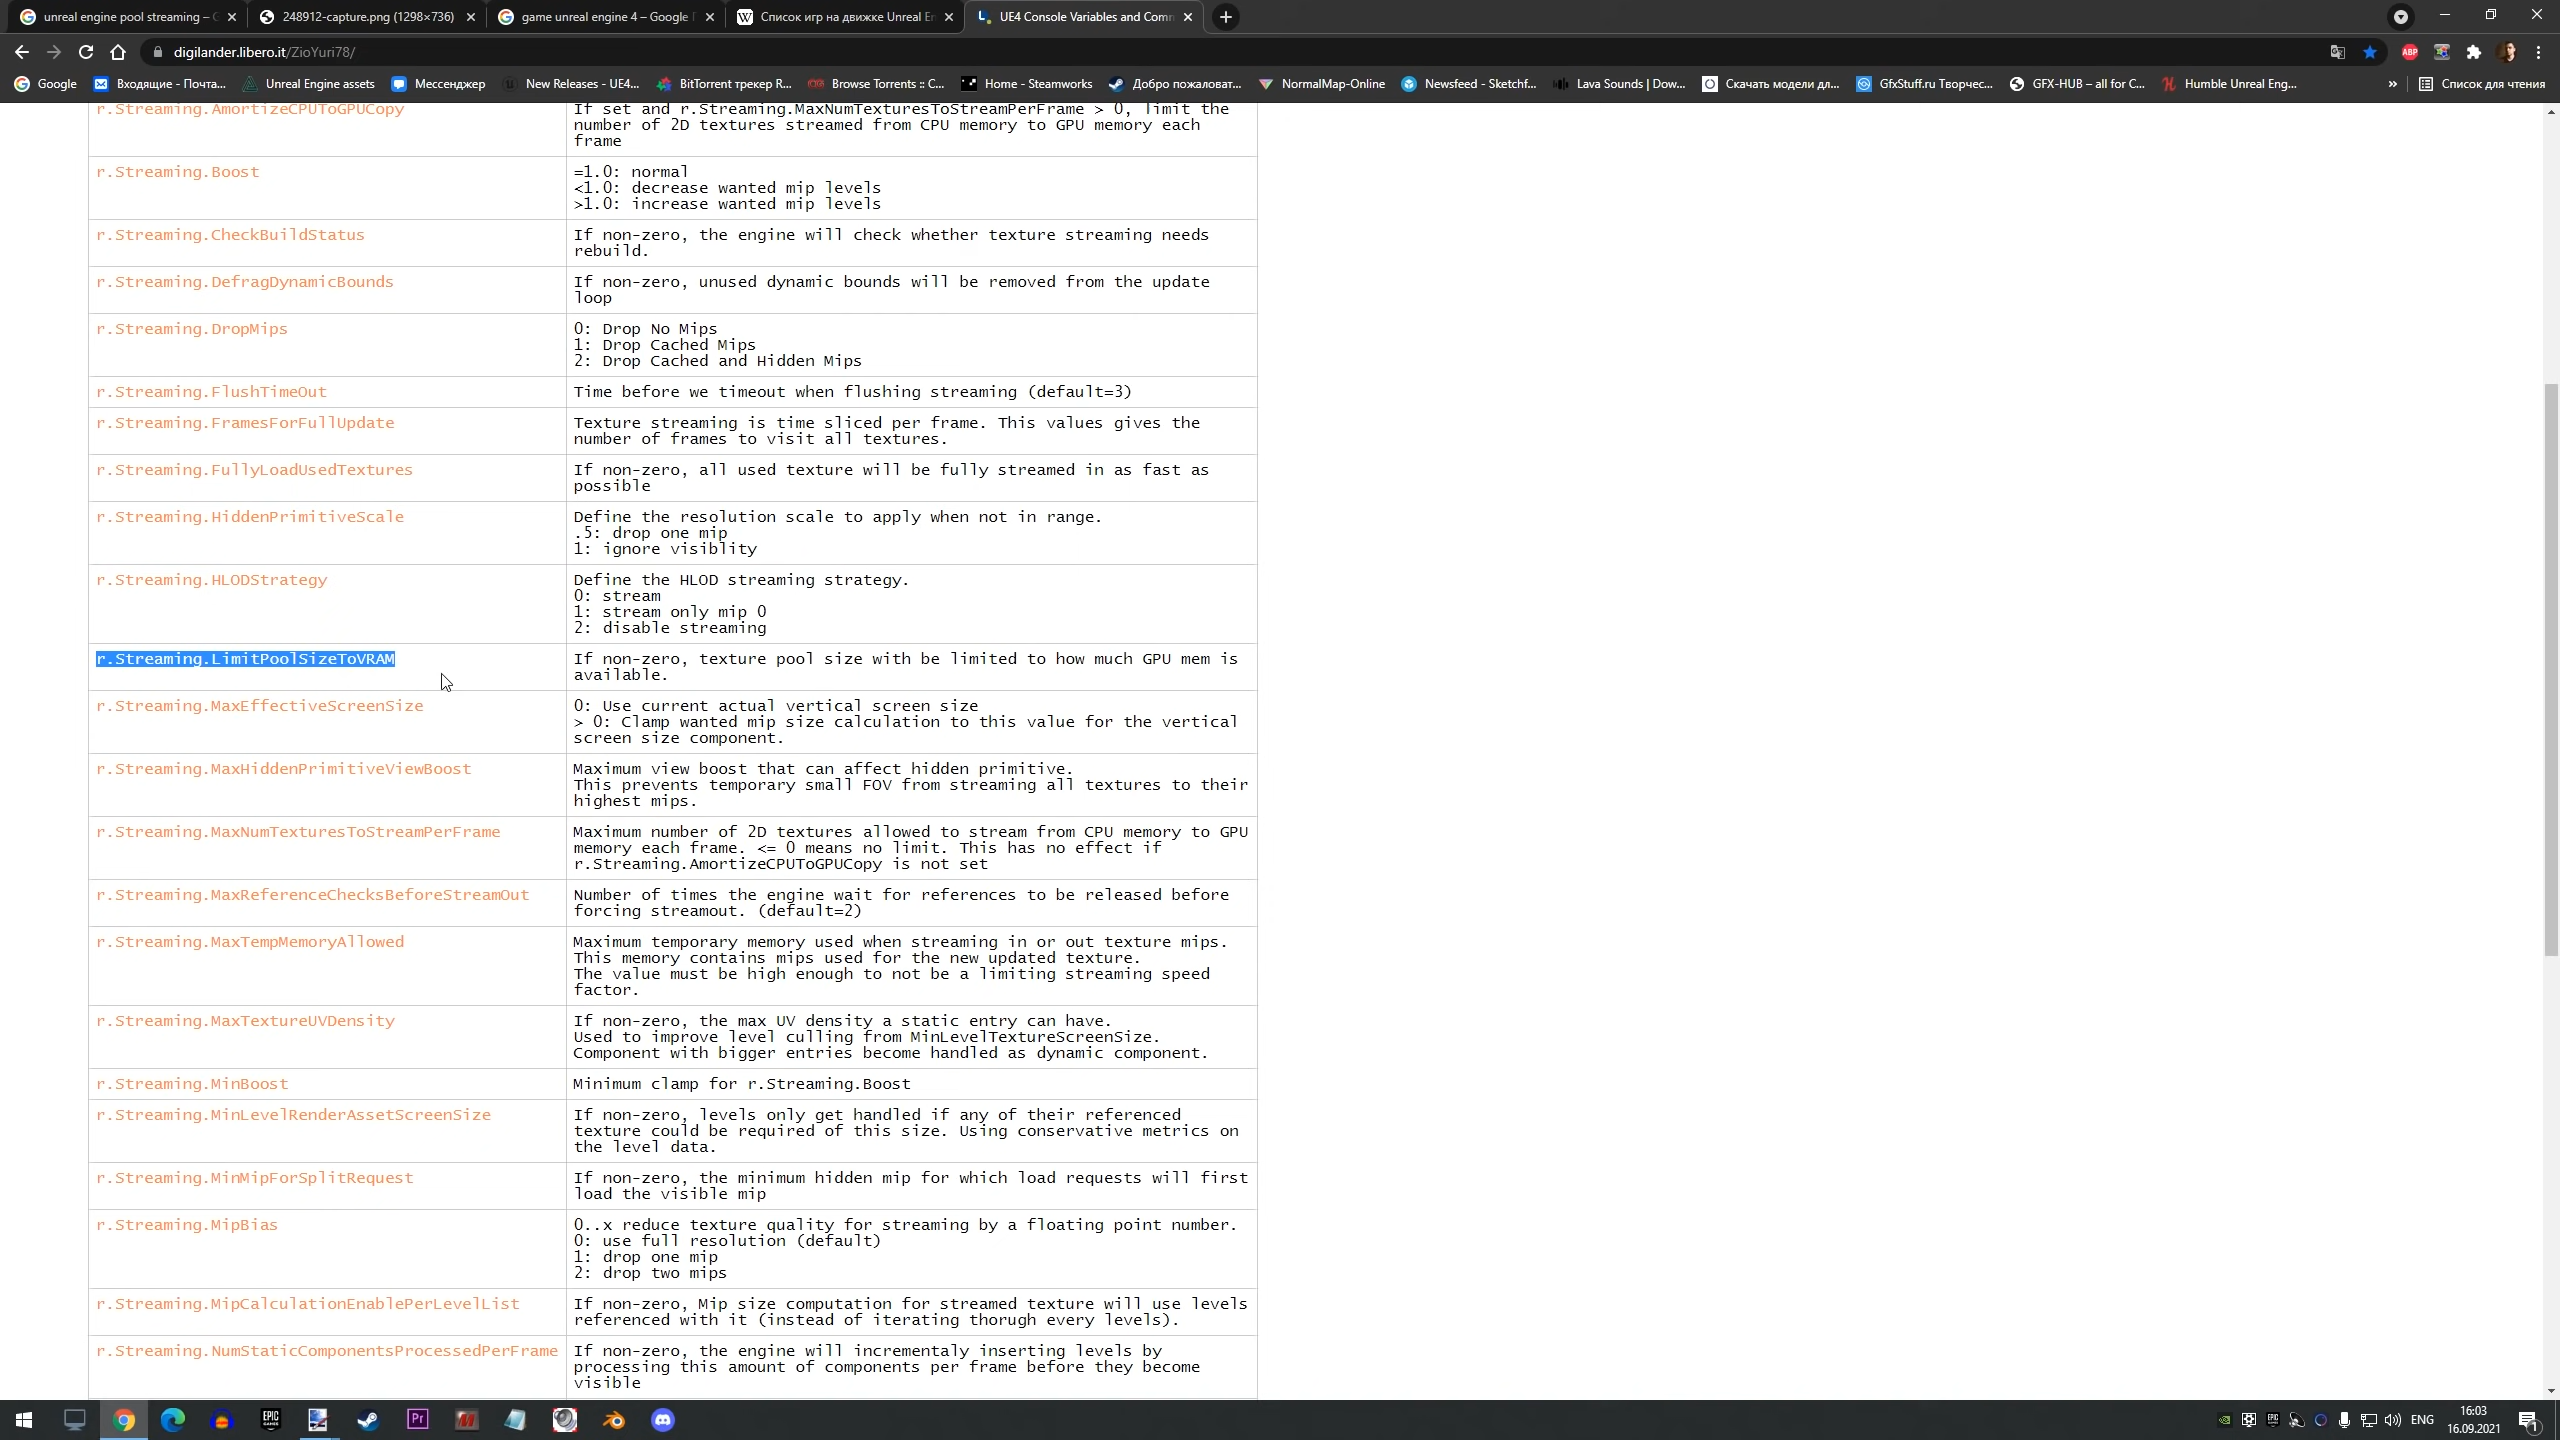 unreal engine pool streaming – G
248912-capture.png (1298×736)
game unreal engine 4 – Google
Список игр на движке Unreal En
UE4 Console Variables and Comm
digilander.libero.it/ZioYuri78/
ABP
Google
Входящие - Почта...
Unreal Engine assets
Мессенджер
New Releases - UE4...
BitTorrent трекер R...
Browse Torrents :: C...
Home - Steamworks
Добро пожаловат...
NormalMap-Online
Newsfeed - Sketchf...
Lava Sounds | Dow...
Скачать модели дл...
GfxStuff.ru Творчес...
GFX-HUB – all for C...
Humble Unreal Eng...
»
Список для чтения
r.Streaming.AmortizeCPUToGPUCopy
If set and r.Streaming.MaxNumTexturesToStreamPerFrame > 0, limit the
number of 2D textures streamed from CPU memory to GPU memory each
frame
r.Streaming.Boost
=1.0: normal
<1.0: decrease wanted mip levels
>1.0: increase wanted mip levels
r.Streaming.CheckBuildStatus
If non-zero, the engine will check whether texture streaming needs
rebuild.
r.Streaming.DefragDynamicBounds
If non-zero, unused dynamic bounds will be removed from the update
loop
r.Streaming.DropMips
0: Drop No Mips
1: Drop Cached Mips
2: Drop Cached and Hidden Mips
r.Streaming.FlushTimeOut
Time before we timeout when flushing streaming (default=3)
r.Streaming.FramesForFullUpdate
Texture streaming is time sliced per frame. This values gives the
number of frames to visit all textures.
r.Streaming.FullyLoadUsedTextures
If non-zero, all used texture will be fully streamed in as fast as
possible
r.Streaming.HiddenPrimitiveScale
Define the resolution scale to apply when not in range.
.5: drop one mip
1: ignore visiblity
r.Streaming.HLODStrategy
Define the HLOD streaming strategy.
0: stream
1: stream only mip 0
2: disable streaming
r.Streaming.LimitPoolSizeToVRAM
If non-zero, texture pool size with be limited to how much GPU mem is
available.
r.Streaming.MaxEffectiveScreenSize
0: Use current actual vertical screen size
> 0: Clamp wanted mip size calculation to this value for the vertical
screen size component.
r.Streaming.MaxHiddenPrimitiveViewBoost
Maximum view boost that can affect hidden primitive.
This prevents temporary small FOV from streaming all textures to their
highest mips.
r.Streaming.MaxNumTexturesToStreamPerFrame
Maximum number of 2D textures allowed to stream from CPU memory to GPU
memory each frame. <= 0 means no limit. This has no effect if
r.Streaming.AmortizeCPUToGPUCopy is not set
r.Streaming.MaxReferenceChecksBeforeStreamOut
Number of times the engine wait for references to be released before
forcing streamout. (default=2)
r.Streaming.MaxTempMemoryAllowed
Maximum temporary memory used when streaming in or out texture mips.
This memory contains mips used for the new updated texture.
The value must be high enough to not be a limiting streaming speed
factor.
r.Streaming.MaxTextureUVDensity
If non-zero, the max UV density a static entry can have.
Used to improve level culling from MinLevelTextureScreenSize.
Component with bigger entries become handled as dynamic component.
r.Streaming.MinBoost
Minimum clamp for r.Streaming.Boost
r.Streaming.MinLevelRenderAssetScreenSize
If non-zero, levels only get handled if any of their referenced
texture could be required of this size. Using conservative metrics on
the level data.
r.Streaming.MinMipForSplitRequest
If non-zero, the minimum hidden mip for which load requests will first
load the visible mip
r.Streaming.MipBias
0..x reduce texture quality for streaming by a floating point number.
0: use full resolution (default)
1: drop one mip
2: drop two mips
r.Streaming.MipCalculationEnablePerLevelList
If non-zero, Mip size computation for streamed texture will use levels
referenced with it (instead of iterating thorugh every levels).
r.Streaming.NumStaticComponentsProcessedPerFrame
If non-zero, the engine will incrementaly inserting levels by
processing this amount of components per frame before they become
visible
EPIC GAMES
Pr
ENG
16:03
16.09.2021
1